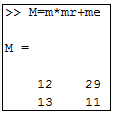 >> M=m*mr+me
M =
12 29
13 11